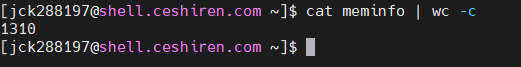 [jck288197@shell.ceshiren.com ~]$ cat meminfo | wc -c
1310
[jck288197@shell.ceshiren.com ~]$